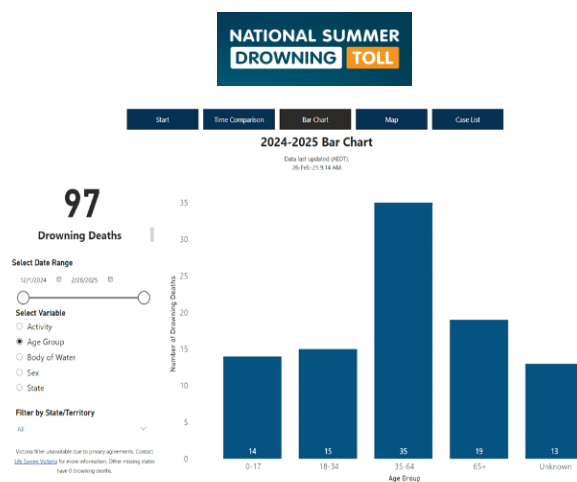 NATIONAL SUMMER
DROWNING TOLL
Start
Time Comparison
Bar Chart
Map
Case List
2024-2025 Bar Chart
Data last updated (AEDT):
26-Feb-25 9:14 AM
97
Drowning Deaths
Select Date Range
12/1/2024
2/28/2025
Select Variable
Activity
Age Group
Body of Water
Sex
State
Filter by State/Territory
All
Victoria filter unavailable due to privacy agreements. Contact
Life Saving Victoria for more information. Other missing states
have 0 drowning deaths.
Number of Drowning Deaths
35
30
25
20
15
10
5
0
14
15
35
19
13
0-17
18-34
35-64
65+
Unknown
Age Group